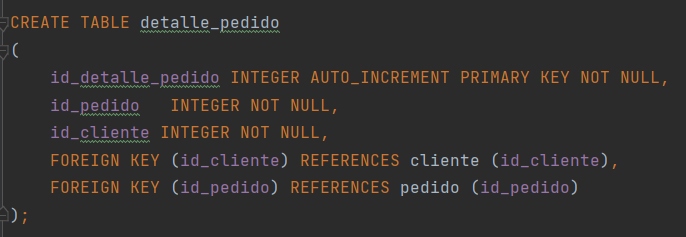 CREATE TABLE detalle_pedido
(
    id_detalle_pedido INTEGER AUTO_INCREMENT PRIMARY KEY NOT NULL,
    id_pedido   INTEGER NOT NULL,
    id_cliente INTEGER NOT NULL,
    FOREIGN KEY (id_cliente) REFERENCES cliente (id_cliente),
    FOREIGN KEY (id_pedido) REFERENCES pedido (id_pedido)
);